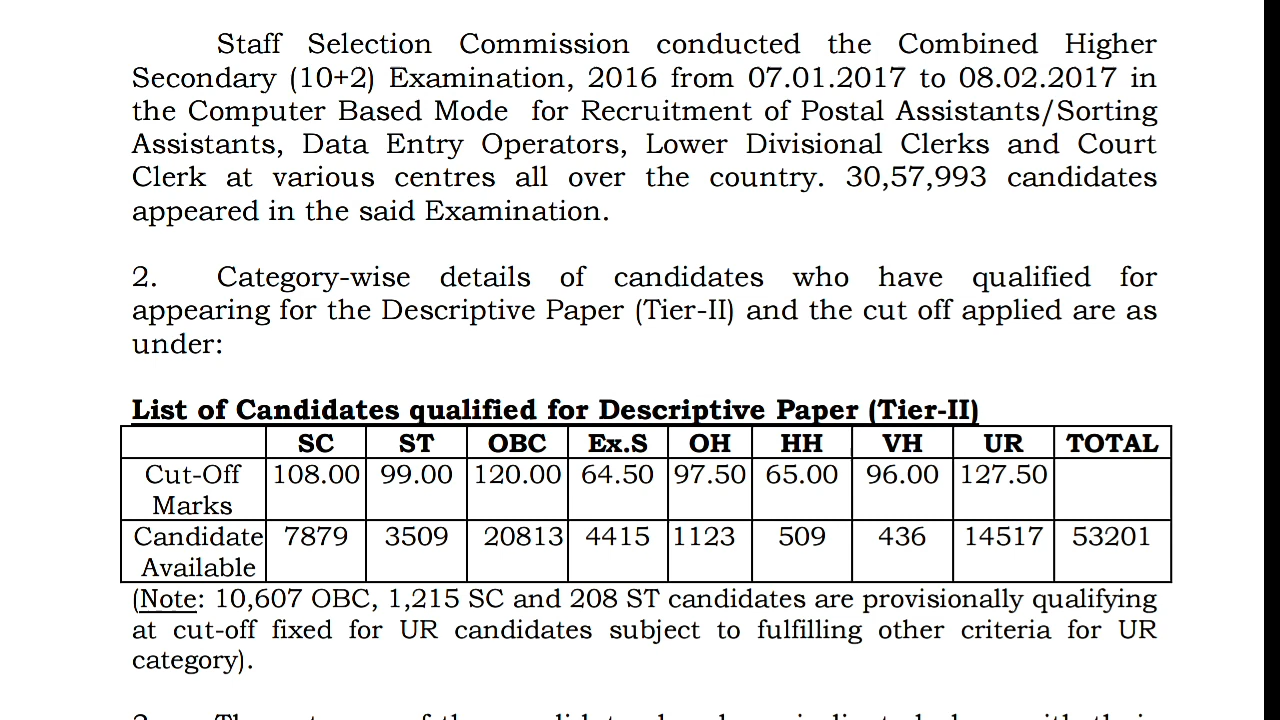 Staff Selection Commission conducted the Combined Higher
Secondary (10+2) Examination, 2016 from 07.01.2017 to 08.02.2017 in
the Computer Based Mode for Recruitment of Postal Assistants/Sorting
Assistants, Data Entry Operators, Lower Divisional Clerks and Court
Clerk at various centres all over the country. 30,57,993 candidates
appeared in the said Examination.
2. Category-wise details of candidates who have qualified for
appearing for the Descriptive Paper (Tier-II) and the cut off applied are as
under:
List of Candidates qualified for Descriptive Paper (Tier-II)
SC ST OBC Ex.S OH HH VH UR TOTAL
Cut-Off 108.00 99.00 120.00 64.50 97.50 65.00 96.00 127.50
Marks
Candidate 7879 3509 20813 4415 1123 509 436 14517 53201
Available
(Note: 10,607 OBC, 1,215 SC and 208 ST candidates are provisionally qualifying
at cut-off fixed for UR candidates subject to fulfilling other criteria for UR
category).